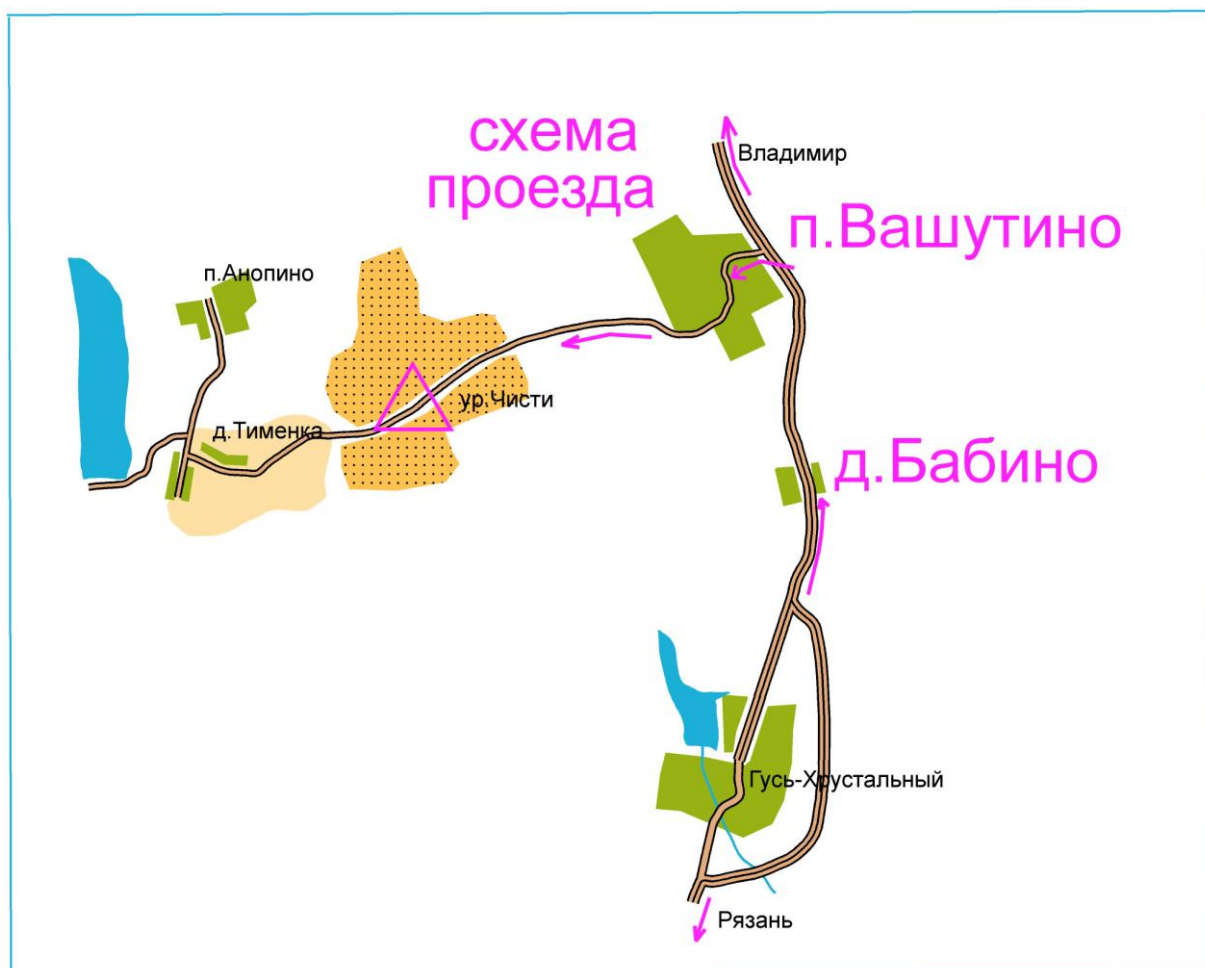 схема
проезда
Владимир
п.Вашутино
п.Анопино
ур.Чисти
д.Тименка
д.Бабино
Гусь-Хрустальный
Рязань